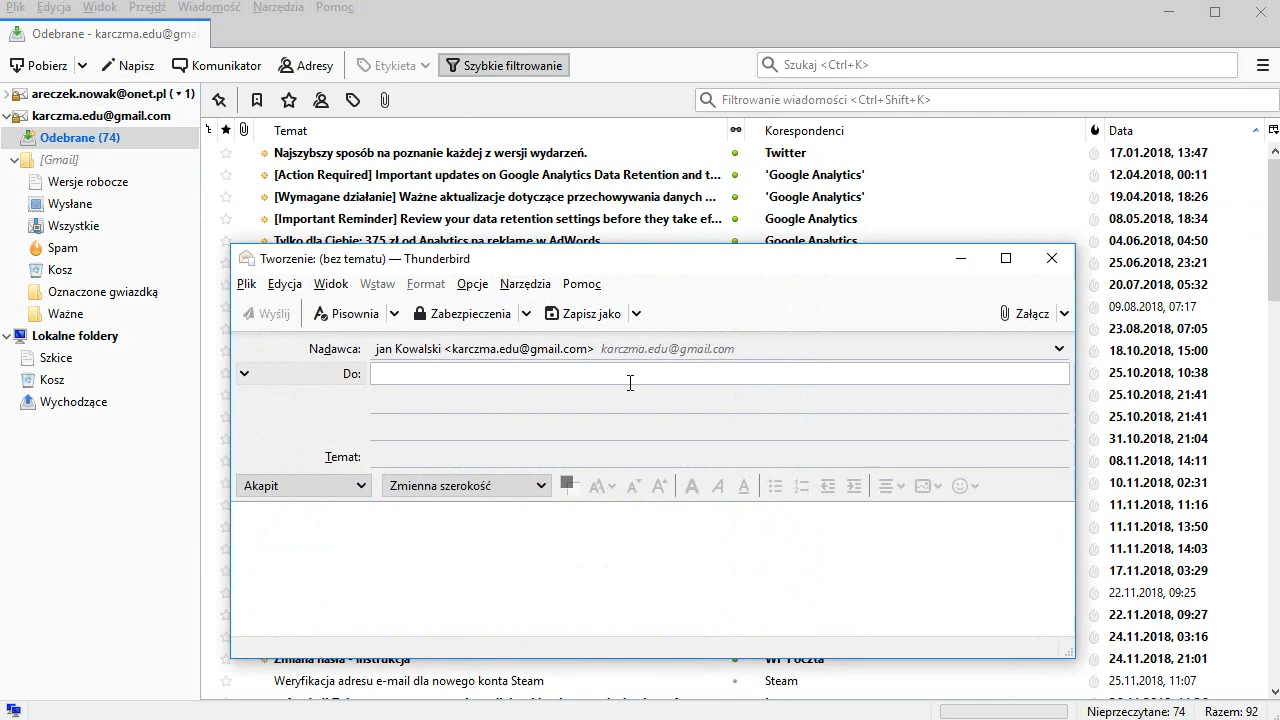 Plik Edycja Widok Przejdź Wiadomość Narzędzia Pomoc
Odebrane - karczma.edu@gma
Pobierz Napisz Komunikator Adresy Etykieta Szybkie filtrowanie Szukaj <Ctrl+K>
areczek.nowak@onet.pl ( 1)
karczma.edu@gmail.com
Odebrane (74)
[Gmail]
Wersje robocze
Wysłane
Wszystkie
Spam
Kosz
Oznaczone gwiazdką
Ważne
Lokalne foldery
Szkice
Kosz
Wychodzące
Filtrowanie wiadomości <Ctrl+Shift+K>
Temat Korespondenci Data
Najszybszy sposób na poznanie każdej z wersji wydarzeń. Twitter 17.01.2018, 13:47
[Action Required] Important updates on Google Analytics Data Retention and t... 'Google Analytics' 12.04.2018, 00:11
[Wymagane działanie] Ważne aktualizacje dotyczące przechowywania danych ... 'Google Analytics' 19.04.2018, 18:26
[Important Reminder] Review your data retention settings before they take ef... Google Analytics 08.05.2018, 18:34
Tylko dla Ciebie: 375 zł od Analytics na reklamę w AdWords Google Analytics 04.06.2018, 04:50
25.06.2018, 23:21
20.07.2018, 05:32
09.08.2018, 07:17
23.08.2018, 07:05
18.10.2018, 15:00
25.10.2018, 10:38
25.10.2018, 21:41
25.10.2018, 21:41
31.10.2018, 21:04
08.11.2018, 14:11
10.11.2018, 02:31
11.11.2018, 11:16
11.11.2018, 13:50
11.11.2018, 14:03
17.11.2018, 03:29
22.11.2018, 09:25
22.11.2018, 09:27
24.11.2018, 03:16
Zmiana hasła - instrukcja WP Poczta 24.11.2018, 21:01
Weryfikacja adresu e-mail dla nowego konta Steam Steam 25.11.2018, 11:07
Tworzenie: (bez tematu) — Thunderbird
Plik Edycja Widok Wstaw Format Opcje Narzędzia Pomoc
Wyślij Pisownia Zabezpieczenia Zapisz jako Załącz
Nadawca: jan Kowalski <karczma.edu@gmail.com> karczma.edu@gmail.com
Do:
Temat:
Akapit Zmienna szerokość
Nieprzeczytane: 74 Razem: 92